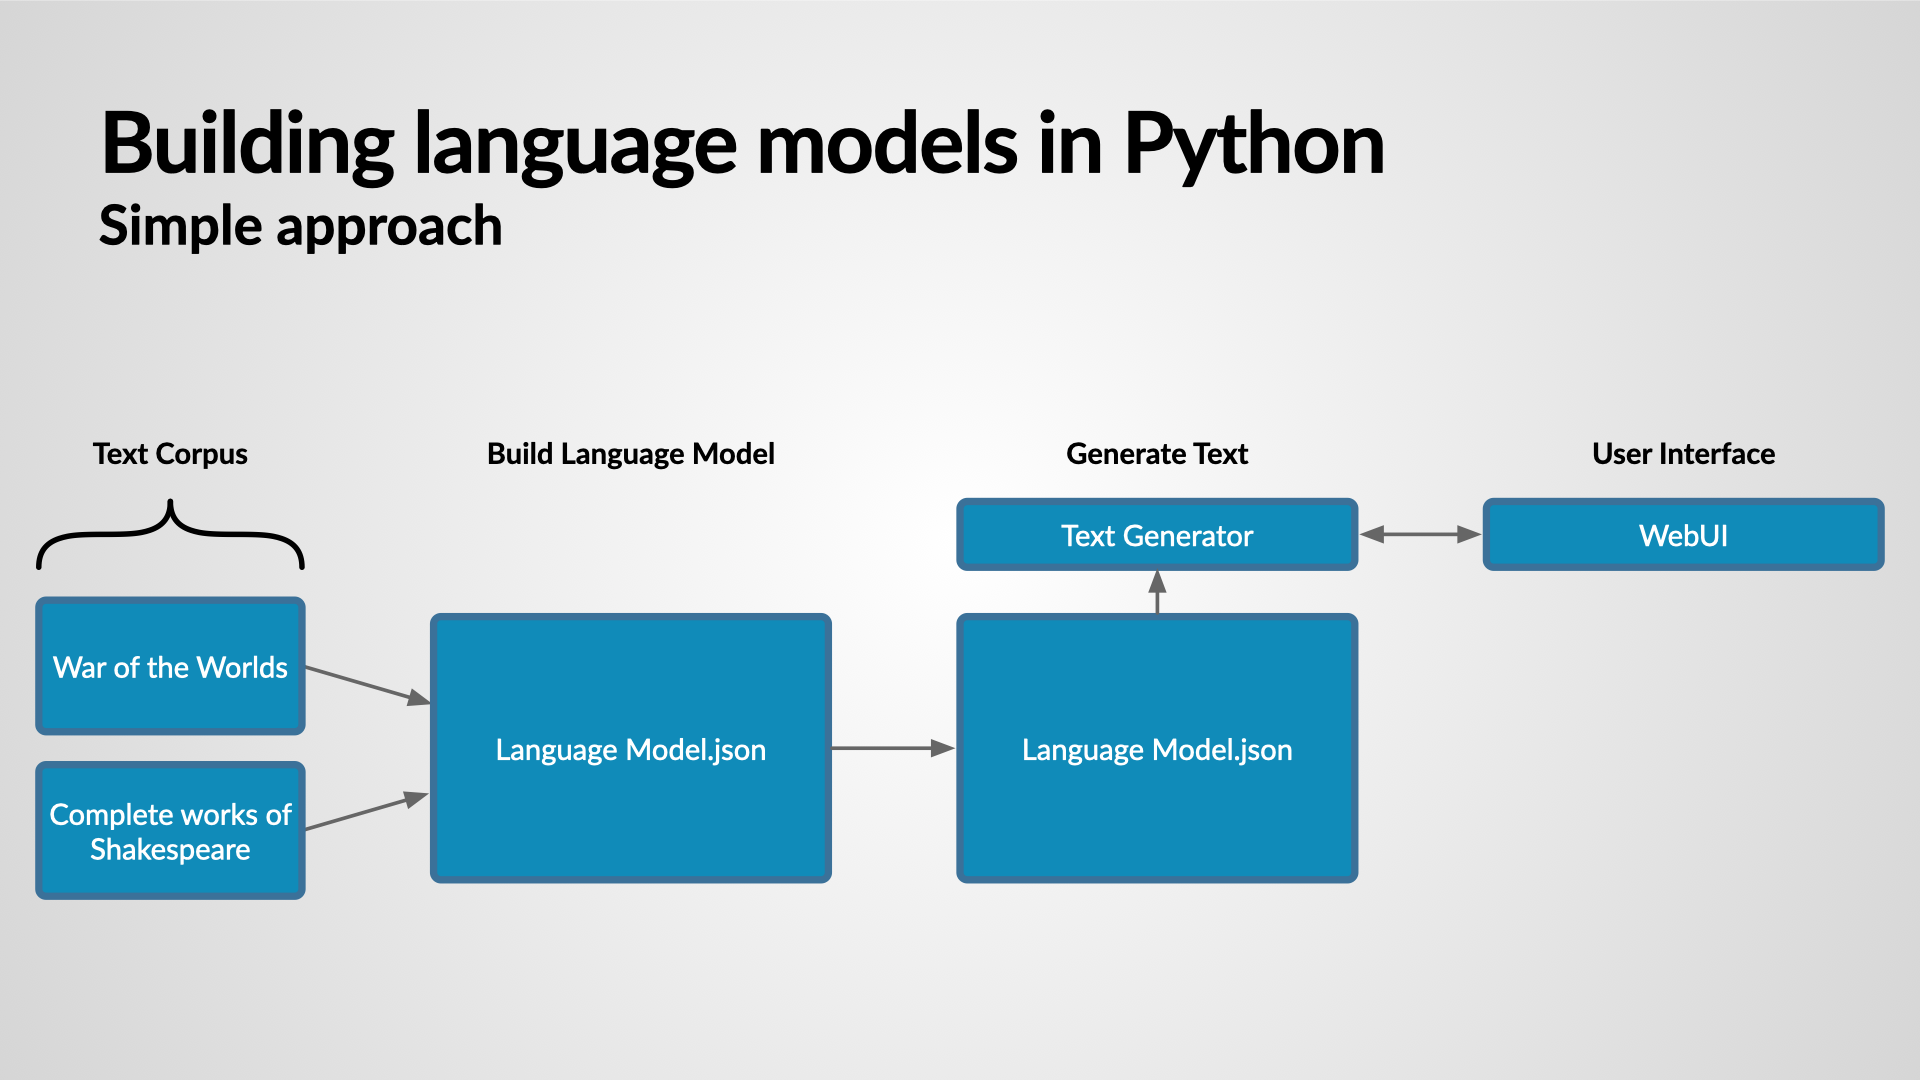 Building language models in Python
Simple approach
Text Corpus
Build Language Model
Generate Text
User Interface
Text Generator
WebUI
War of the Worlds
Language Model.json
Language Model.json
Complete works of
Shakespeare